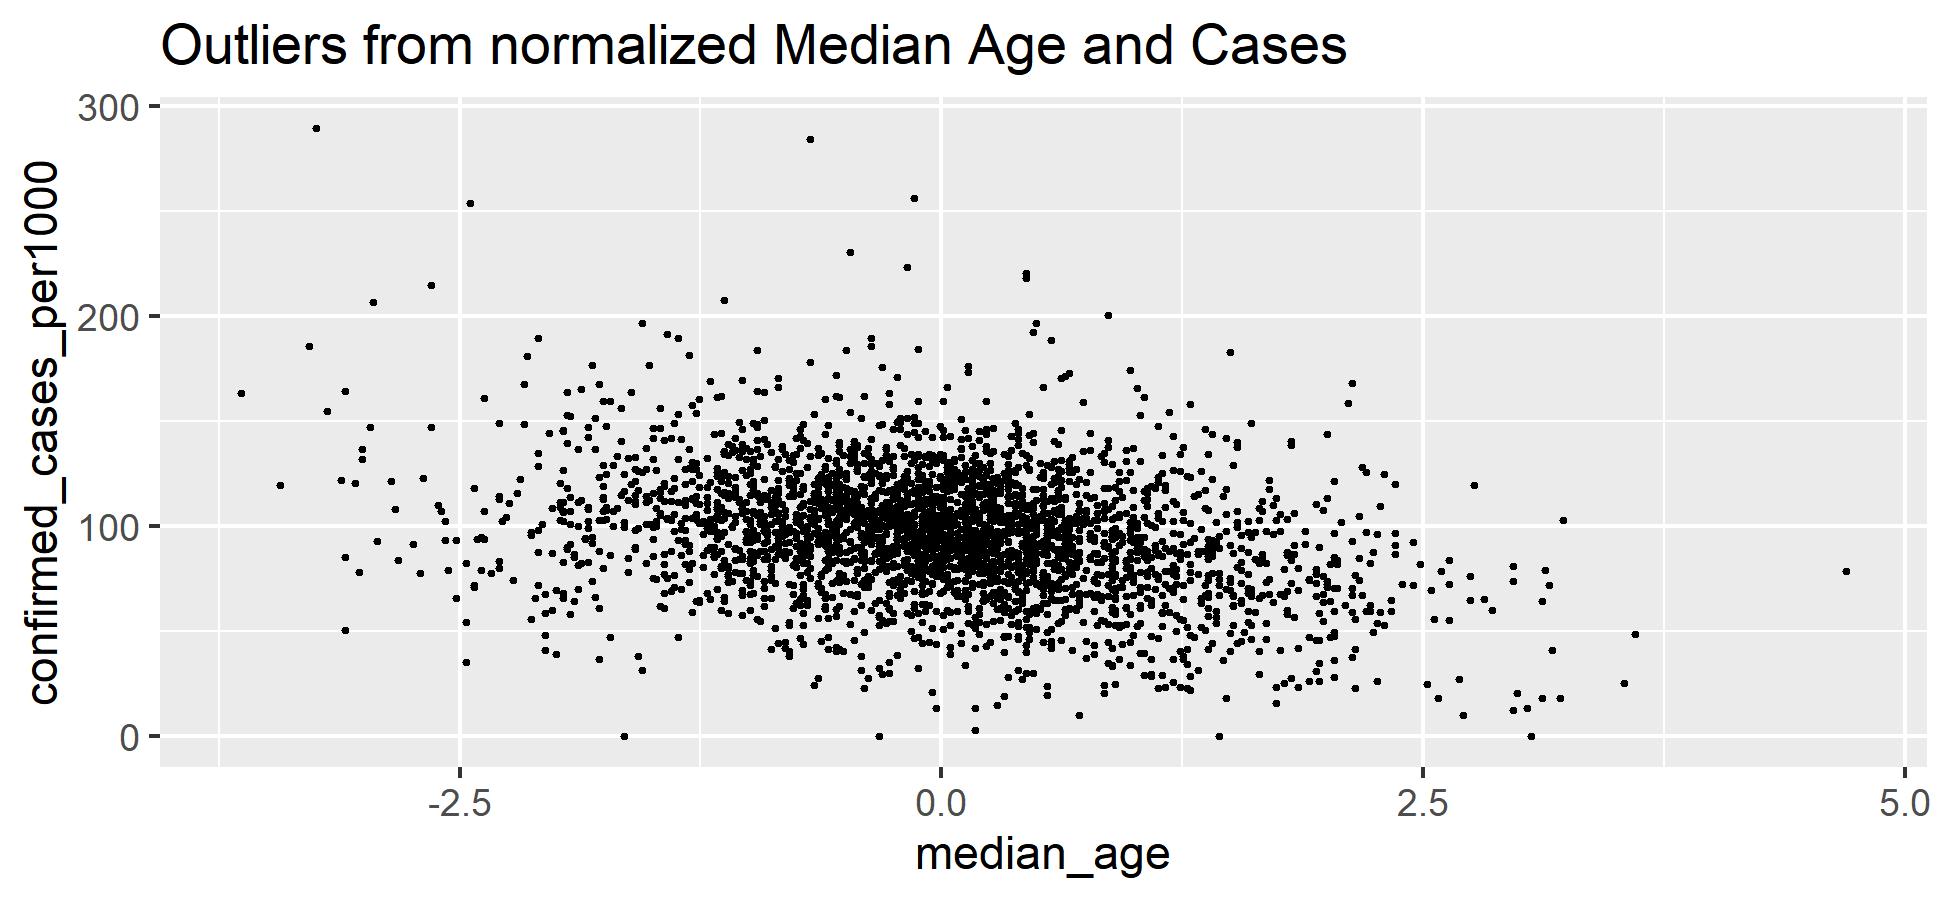 Outliers from normalized Median Age and Cases
confirmed_cases_per1000
300
200
100
0
-2.5
0.0
2.5
5.0
median_age